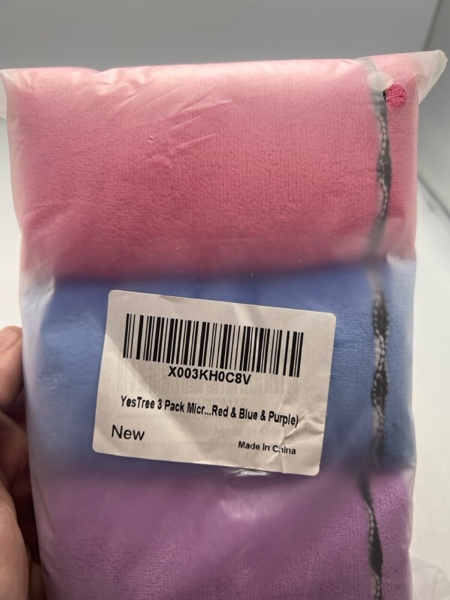 X003KH0C8V
YesTree 3 Pack Micr...Red & Blue & Purple)
New
Made In China